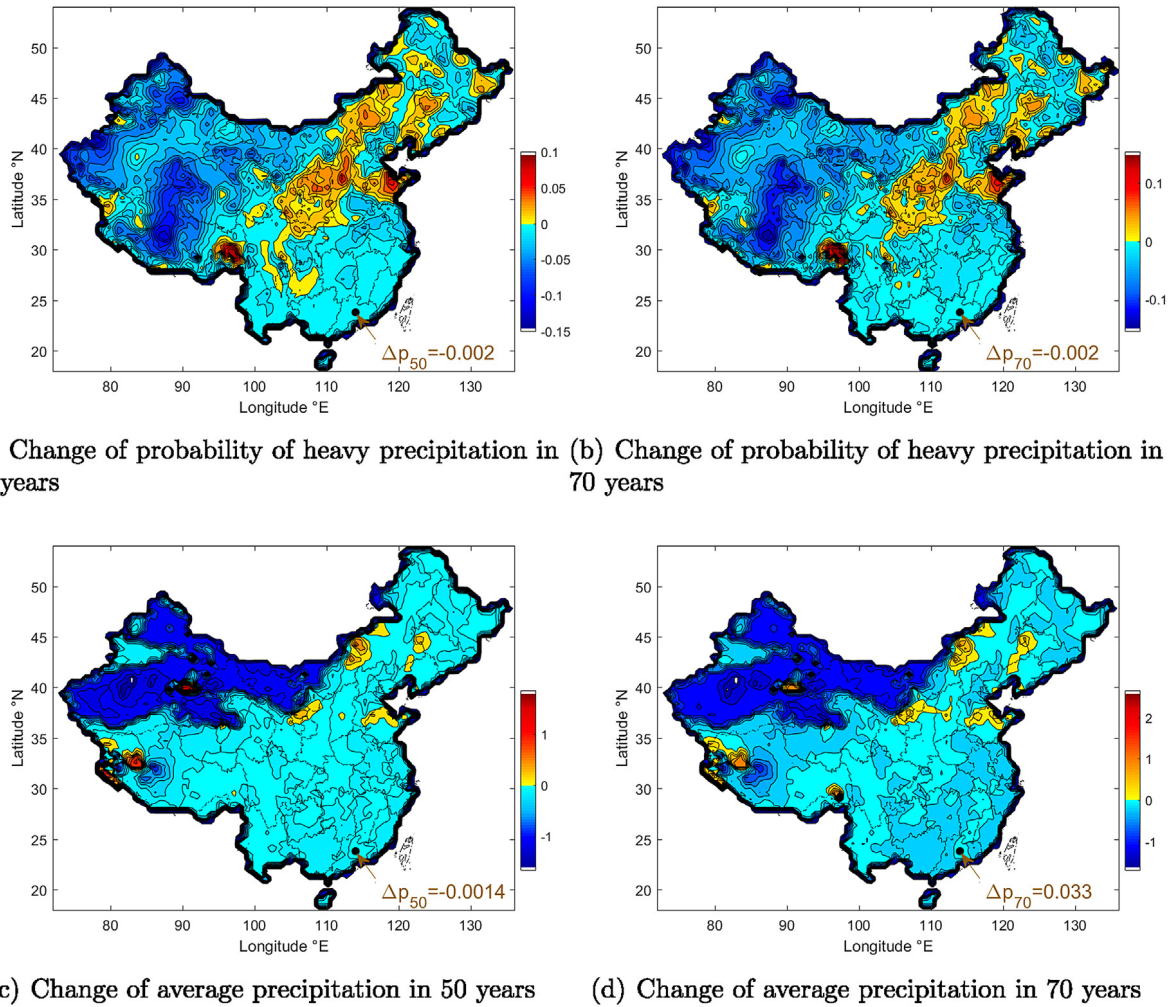 50
45
40
35
30
25
20
Latitude °N
80 90 100 110 120 130
Longitude °E
0.1
0.05
0
-0.05
-0.1
-0.15
Δp50=-0.002
50
45
40
35
30
25
20
Latitude °N
80 90 100 110 120 130
Longitude °E
0.1
0
-0.1
Δp70=-0.002
Change of probability of heavy precipitation in
years
(b) Change of probability of heavy precipitation in
70 years
50
45
40
35
30
25
20
Latitude °N
80 90 100 110 120 130
Longitude °E
1
0
-1
Δp50=-0.0014
50
45
40
35
30
25
20
Latitude °N
80 90 100 110 120 130
Longitude °E
2
1
0
-1
Δp70=0.033
c) Change of average precipitation in 50 years
(d) Change of average precipitation in 70 years